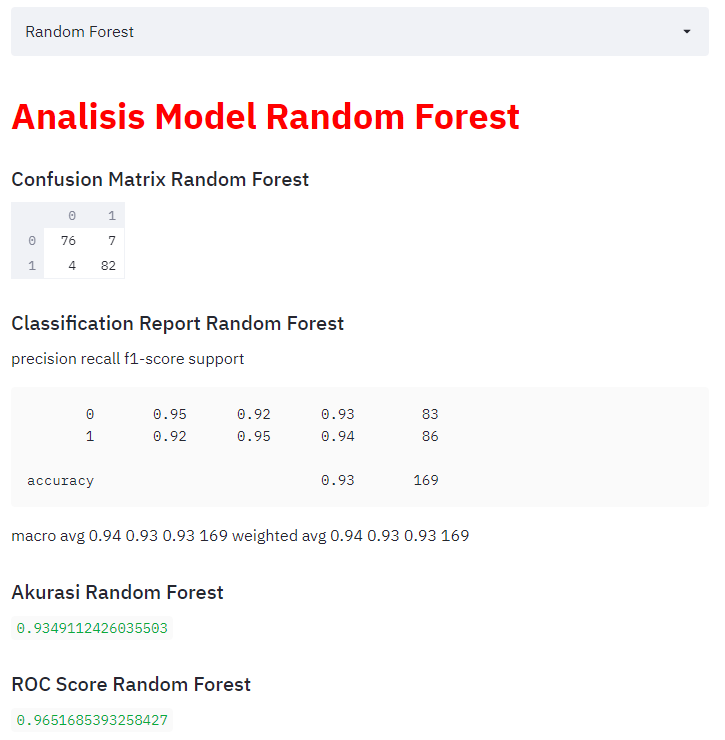 Random Forest
Analisis Model Random Forest
Confusion Matrix Random Forest
0 1
0 76 7
1 4 82
Classification Report Random Forest
precision recall f1-score support
0 0.95 0.92 0.93 83
1 0.92 0.95 0.94 86
accuracy 0.93 169
macro avg 0.94 0.93 0.93 169 weighted avg 0.94 0.93 0.93 169
Akurasi Random Forest
0.9349112426035503
ROC Score Random Forest
0.9651685393258427